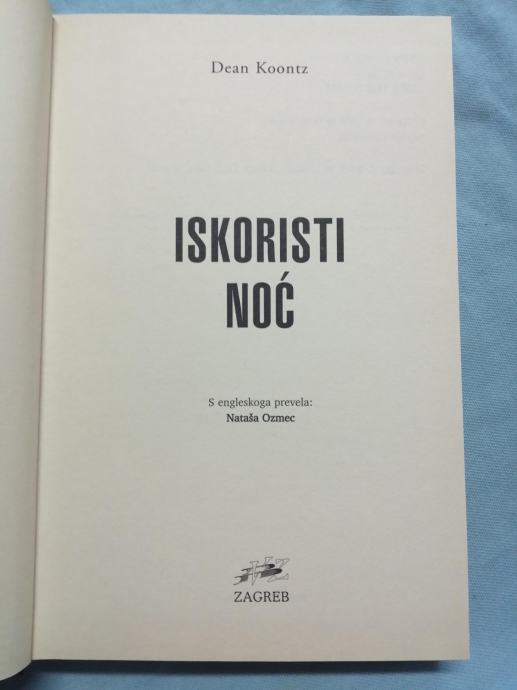 Dean Koontz
ISKORISTI
NOĆ
S engleskoga prevela:
Nataša Ozmec
ZAGREB